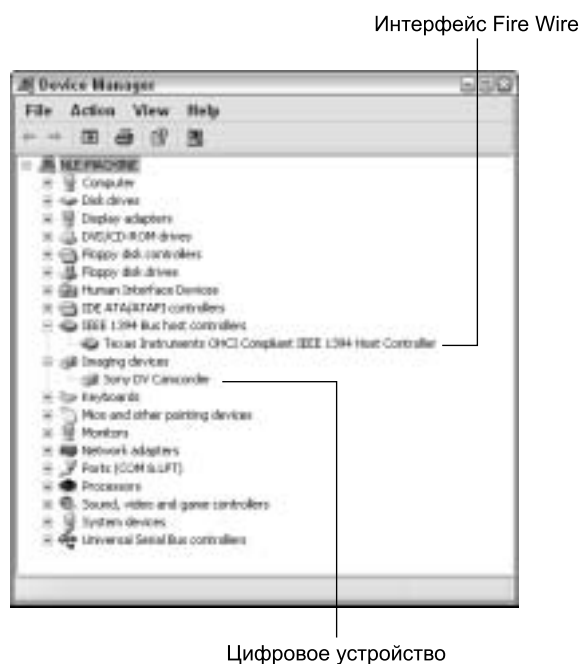 Интерфейс Fire Wire
Device Manager
File Action View Help
NLE MACHINE
Computer
Disk drives
Display adapters
DVD/CD-ROM drives
Floppy disk controllers
Floppy disk drives
Human Interface Devices
IDE ATA/ATAPI controllers
IEEE 1394 Bus host controllers
Texas Instruments OHCI Compliant IEEE 1394 Host Controller
Imaging devices
Sony DV Camcorder
Keyboards
Mice and other pointing devices
Monitors
Network adapters
Ports (COM & LPT)
Processors
Sound, video and game controllers
System devices
Universal Serial Bus controllers
Цифровое устройство